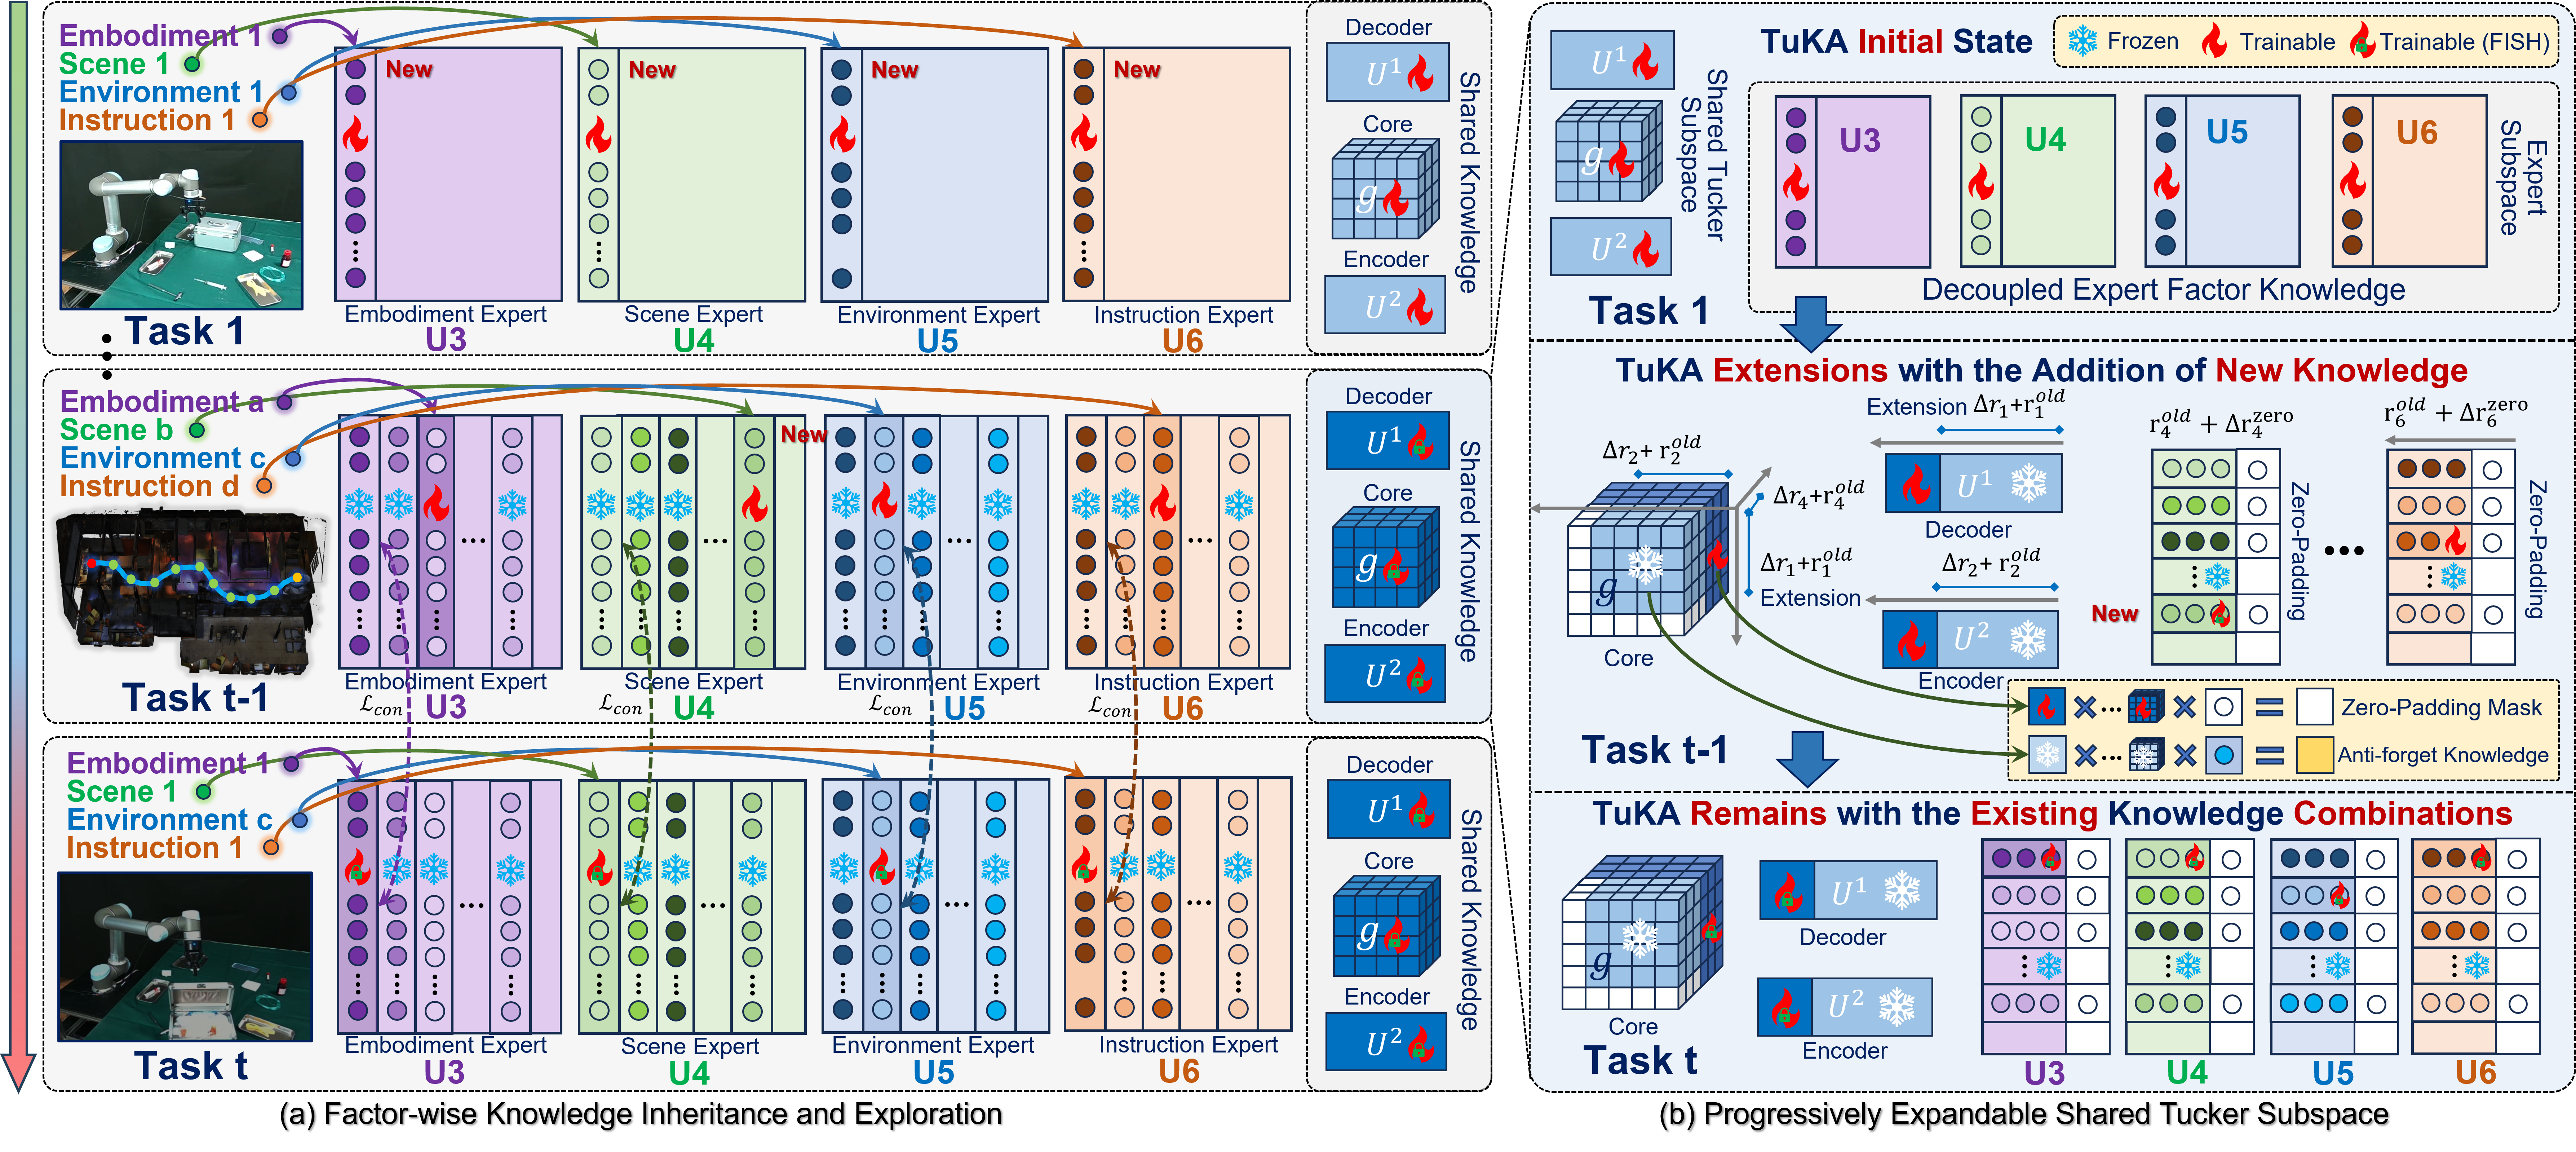 Embodiment 1
Scene 1
Environment 1
Instruction 1
Task 1
New
New
New
New
Embodiment Expert
U3
Scene Expert
U4
Environment Expert
U5
Instruction Expert
U6
Decoder
U¹
Core
g
Encoder
U²
Shared Knowledge
Embodiment a
Scene b
Environment c
Instruction d
Task t-1
New
Embodiment Expert
ℒcon
U3
Scene Expert
ℒcon
U4
Environment Expert
ℒcon
U5
Instruction Expert
ℒcon
U6
Decoder
U¹
Core
g
Encoder
U²
Shared Knowledge
Embodiment 1
Scene 1
Environment c
Instruction 1
Task t
Embodiment Expert
U3
Scene Expert
U4
Environment Expert
U5
Instruction Expert
U6
Decoder
U¹
Core
g
Encoder
U²
Shared Knowledge
(a) Factor-wise Knowledge Inheritance and Exploration
U¹
g
U²
Shared Tucker
Subspace
Task 1
TuKA Initial State
Frozen
Trainable
Trainable (FISH)
U3
U4
U5
U6
Expert
Subspace
Decoupled Expert Factor Knowledge
TuKA Extensions with the Addition of New Knowledge
Δr₂+ r₂ᵒˡᵈ
Δr₄+r₄ᵒˡᵈ
Δr₁+r₁ᵒˡᵈ
Extension
g
Core
Extension Δr₁+r₁ᵒˡᵈ
U¹
Decoder
Δr₂+ r₂ᵒˡᵈ
U²
Encoder
r₄ᵒˡᵈ + Δr₄ᶻᵉʳᵒ
Zero-Padding
New
r₆ᵒˡᵈ + Δr₆ᶻᵉʳᵒ
Zero-Padding
Zero-Padding Mask
Anti-forget Knowledge
Task t-1
TuKA Remains with the Existing Knowledge Combinations
g
Core
Task t
U¹
Decoder
U²
Encoder
U3
U4
U5
U6
(b) Progressively Expandable Shared Tucker Subspace